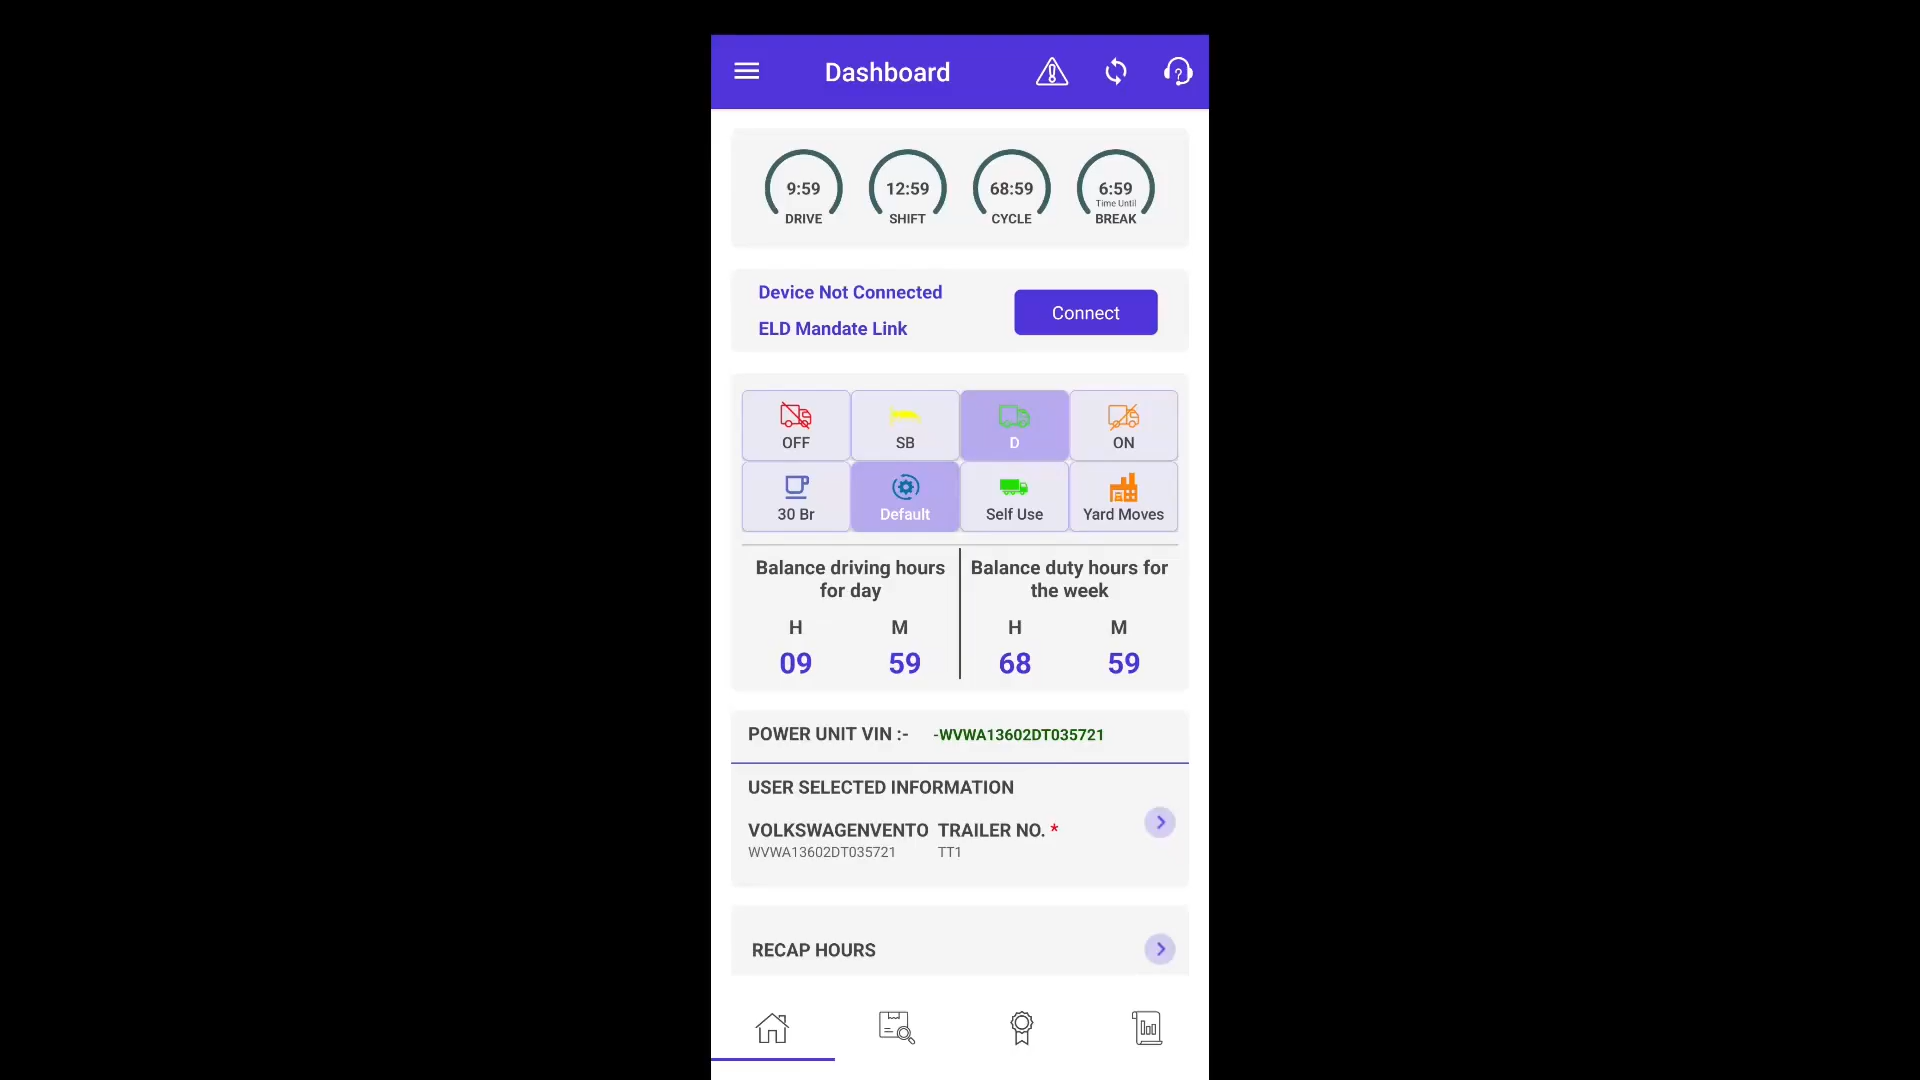 Dashboard
9:59 12:59 68:59 6:59
Time Until
DRIVE SHIFT CYCLE BREAK
Device Not Connected
ELD Mandate Link
Connect
OFF SB D ON
30 Br Default Self Use Yard Moves
Balance driving hours
for day
H M
09 59
Balance duty hours for
the week
H M
68 59
POWER UNIT VIN :- -WVWA13602DT035721
USER SELECTED INFORMATION
VOLKSWAGENVENTO TRAILER NO. *
WVWA13602DT035721 TT1
RECAP HOURS